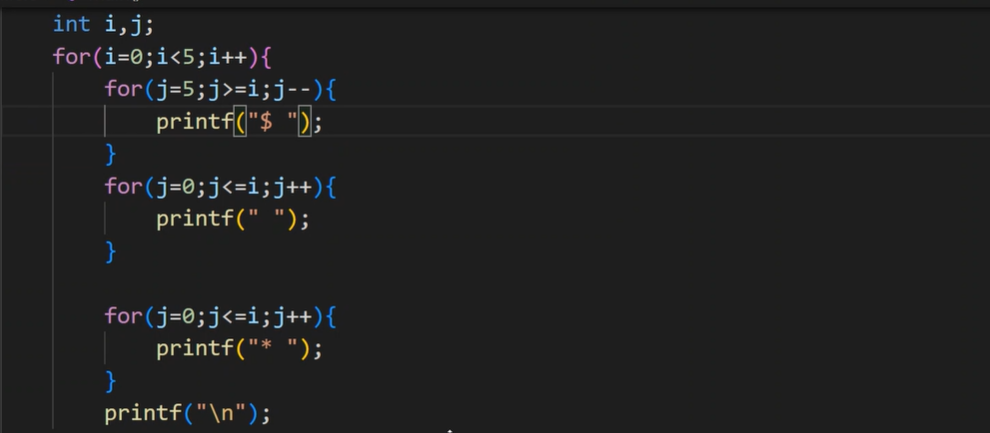 int i,j;
for(i=0;i<5;i++){
for(j=5;j>=i;j--){
printf("$ ");
}
for(j=0;j<=i;j++){
printf(" ");
}
for(j=0;j<=i;j++){
printf("* ");
}
printf("\n");